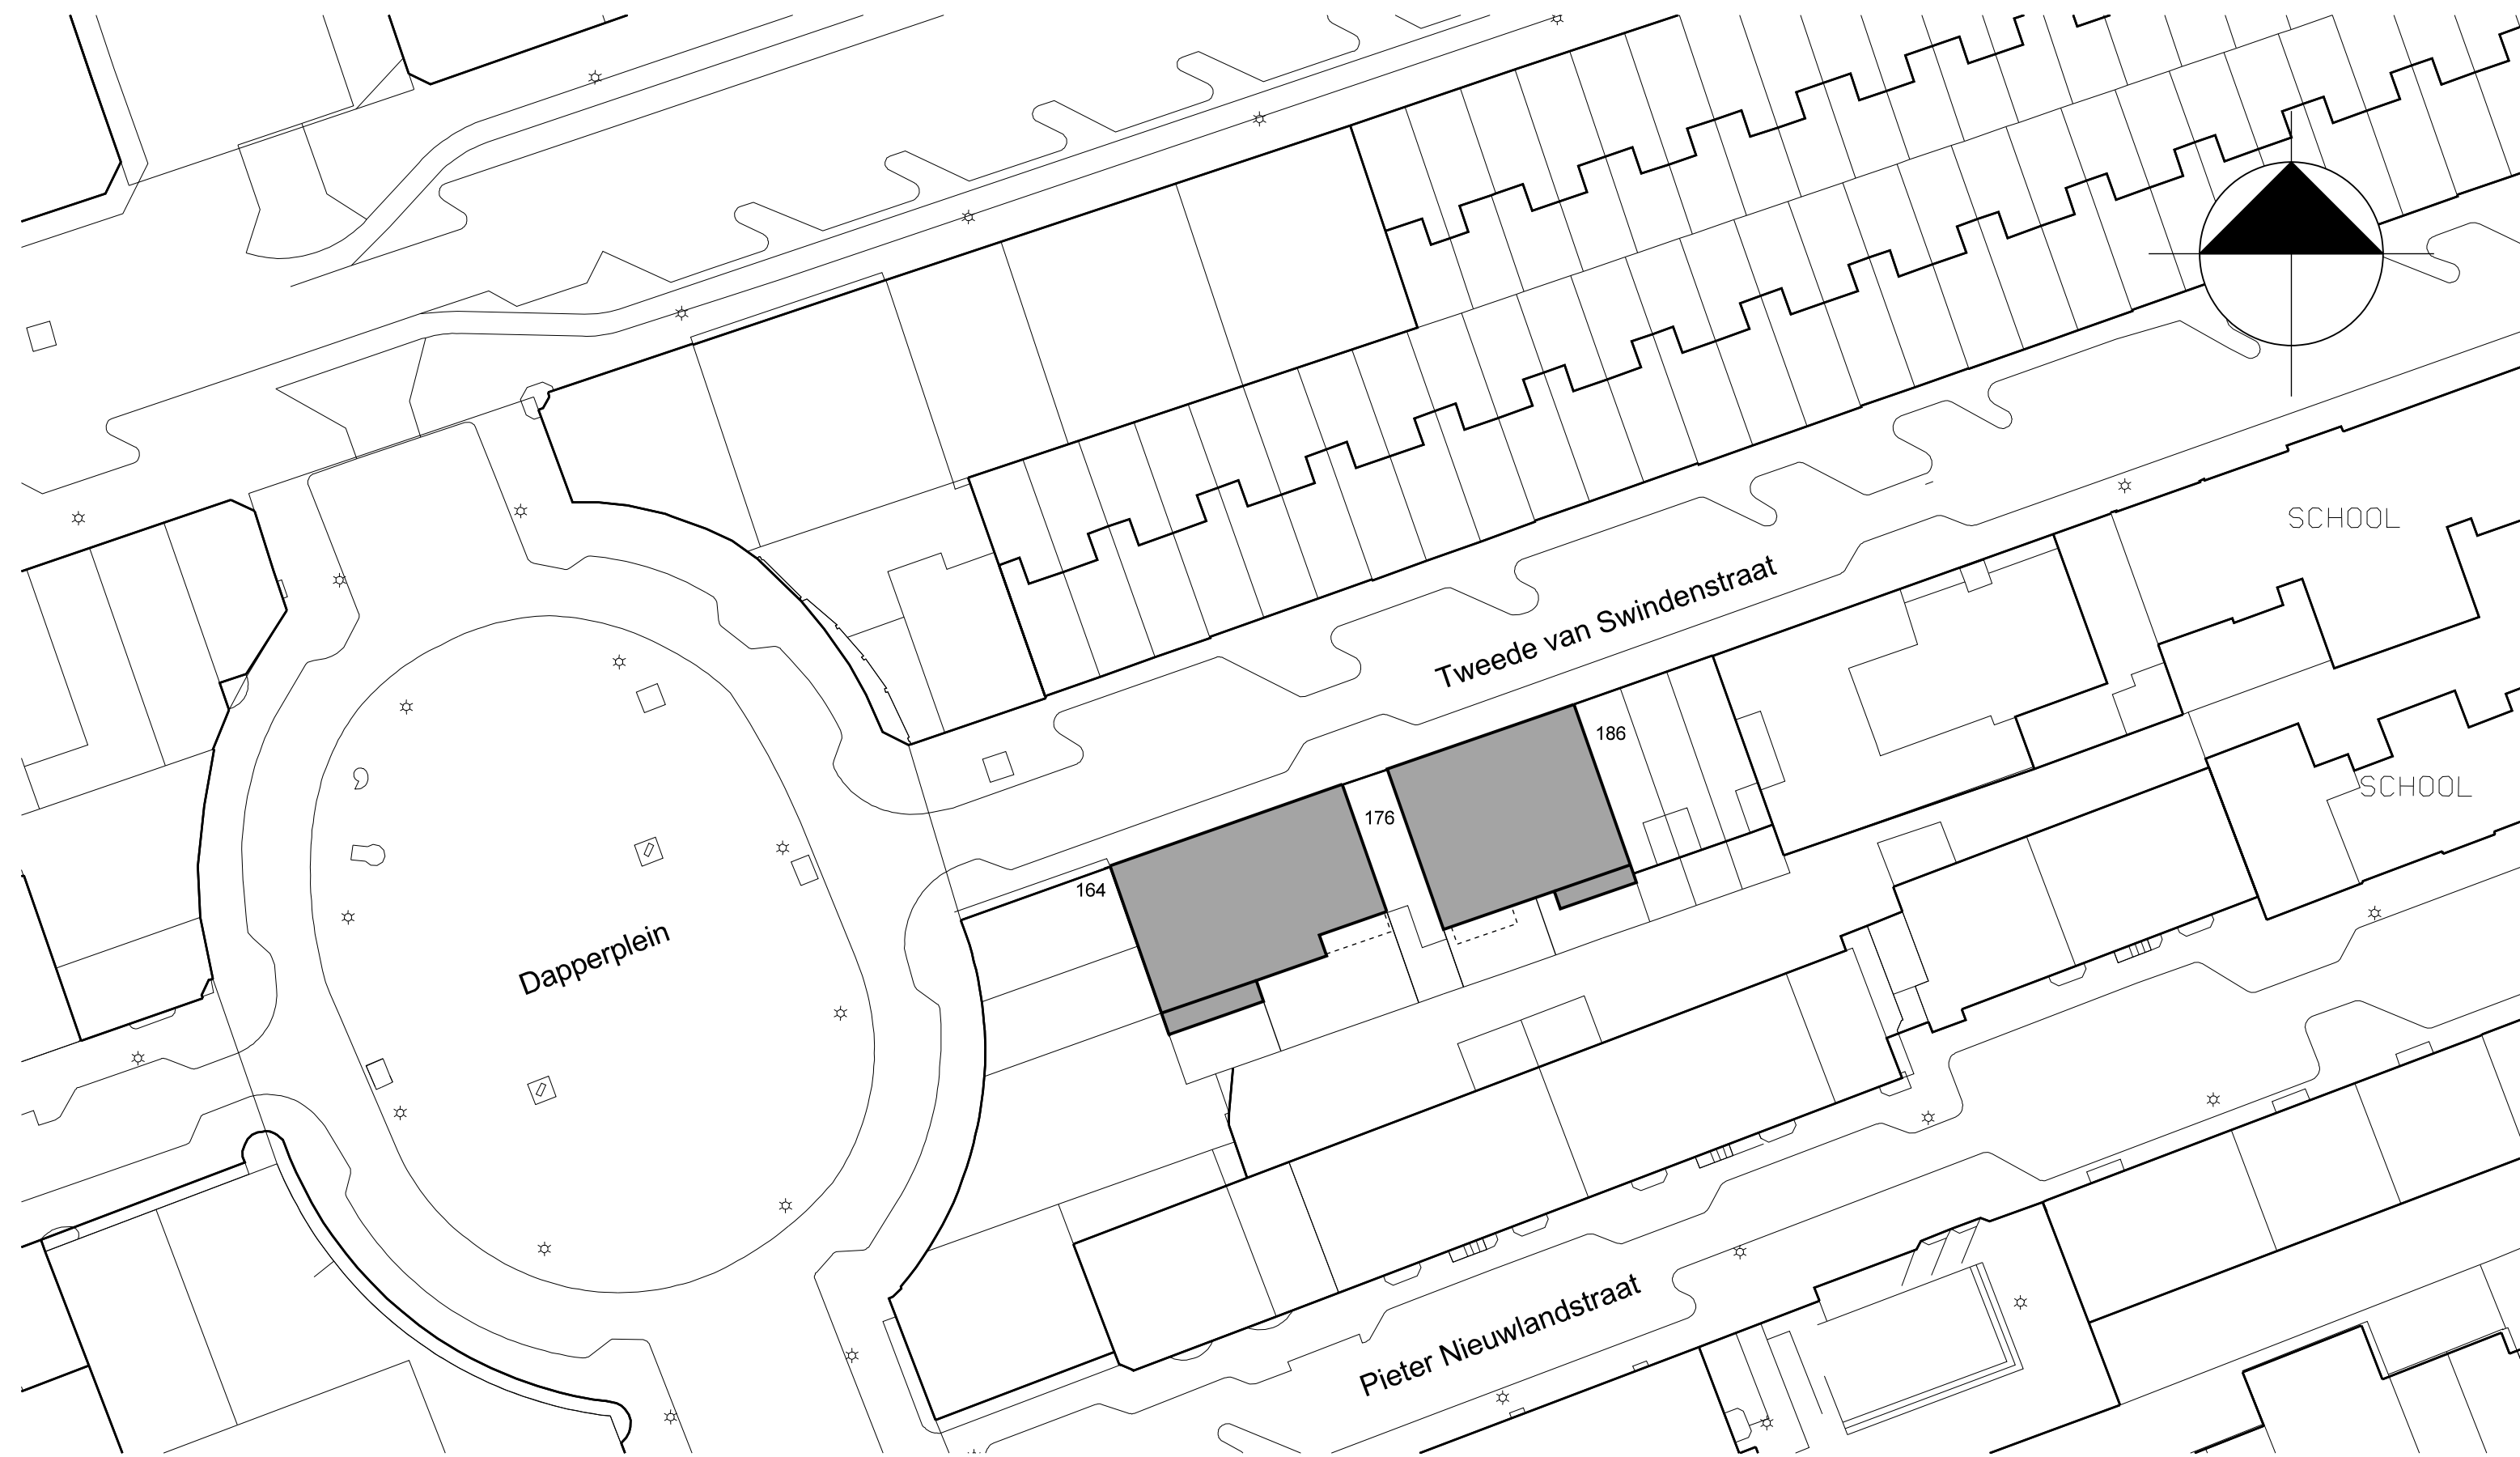 SCHOOL
Tweede van Swindenstraat
186
SCHOOL
176
164
Dapperplein
Pieter Nieuwlandstraat